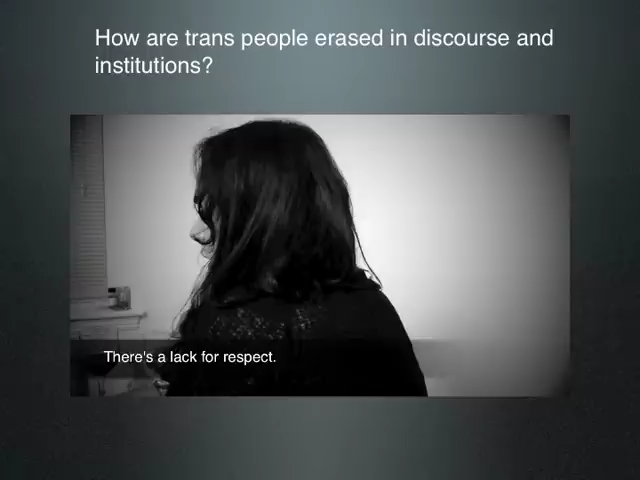 How are trans people erased in discourse and
institutions?
There's a lack for respect.